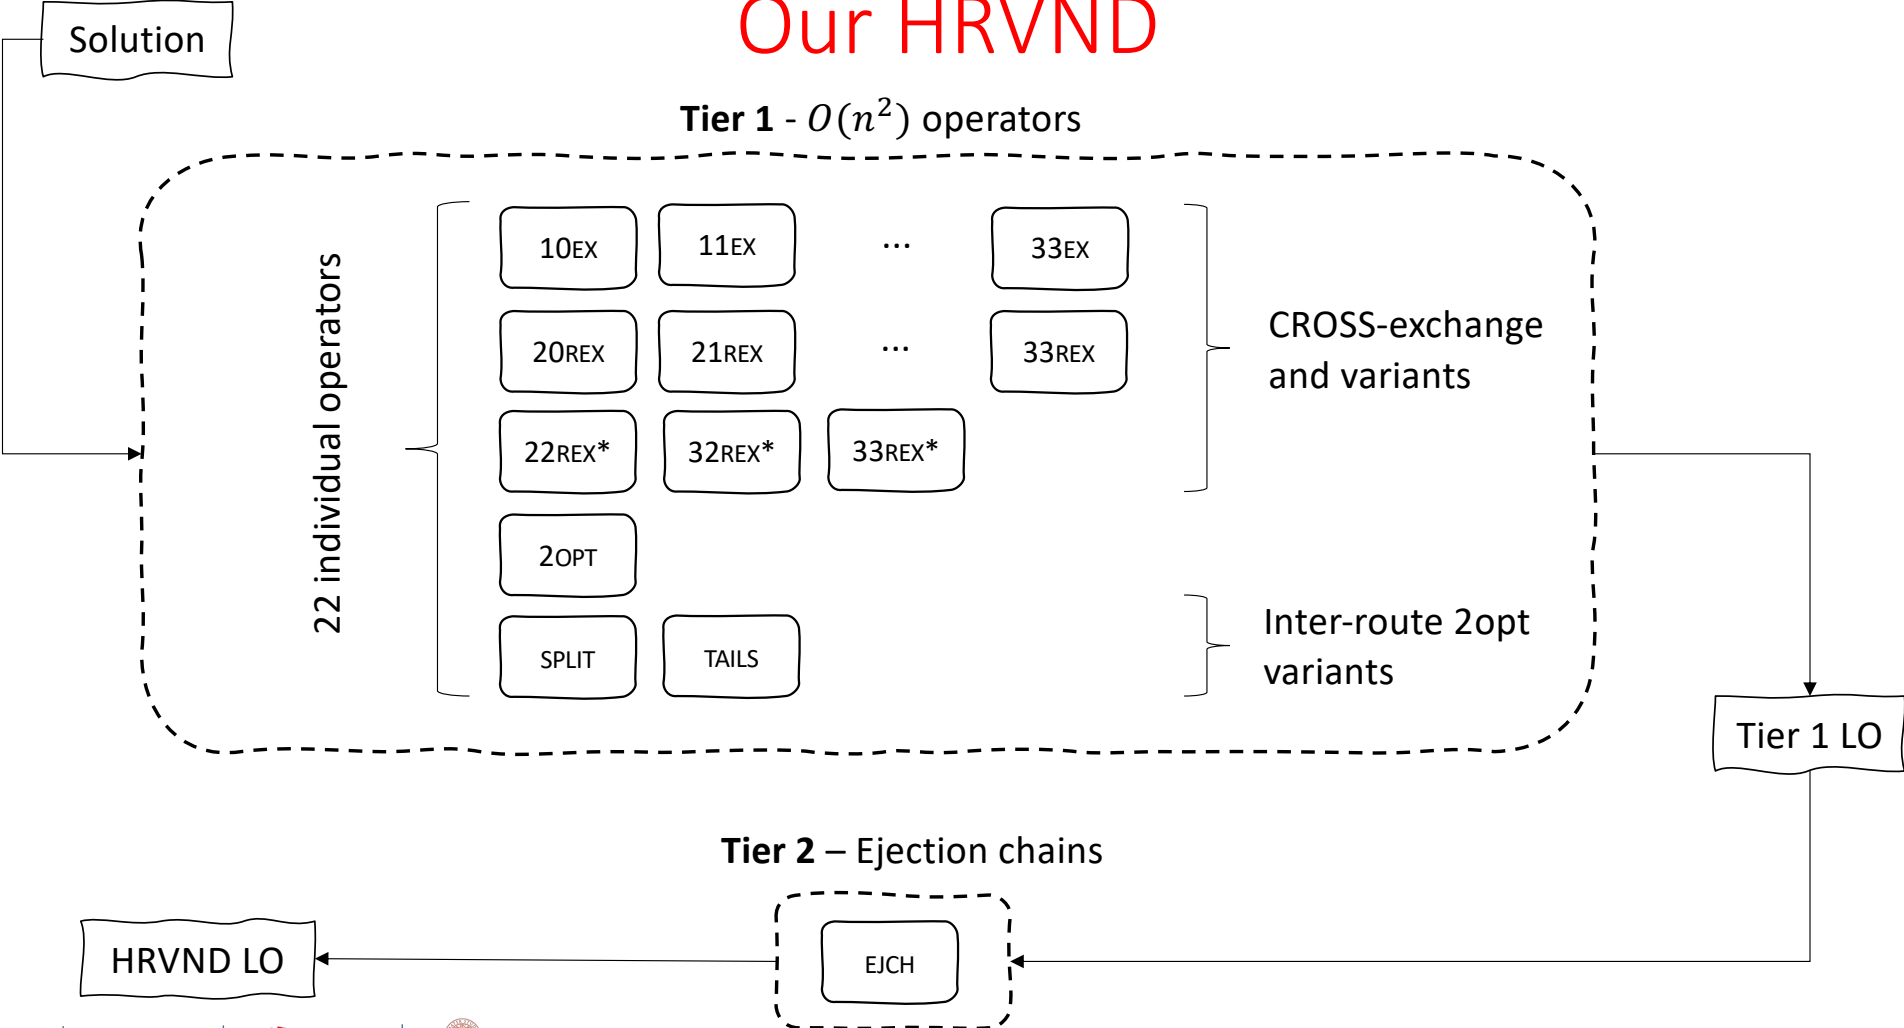 Our HRVND
Solution
Tier 1 - O(n²) operators
22 individual operators
10EX 11EX ... 33EX
20REX 21REX ... 33REX
22REX* 32REX* 33REX*
2OPT
SPLIT TAILS
CROSS-exchange
and variants
Inter-route 2opt
variants
Tier 1 LO
Tier 2 – Ejection chains
EJCH
HRVND LO